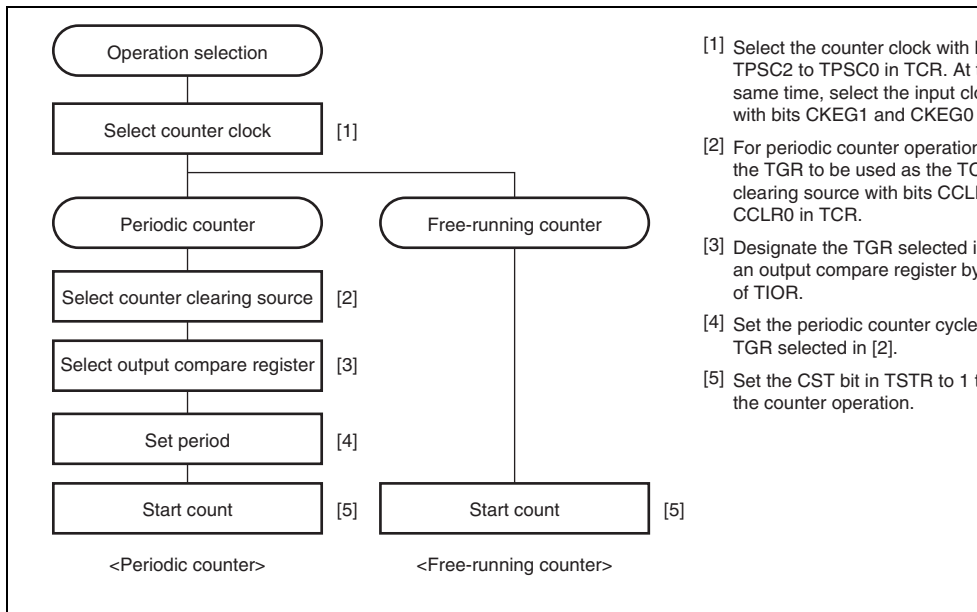 Operation selection
Select counter clock
[1]
Periodic counter
Free-running counter
Select counter clearing source
[2]
Select output compare register
[3]
Set period
[4]
Start count
[5]
Start count
[5]
<Periodic counter>
<Free-running counter>
[1] Select the counter clock with
TPSC2 to TPSC0 in TCR. At
same time, select the input
with bits CKEG1 and CKEG0
[2] For periodic counter operation
the TGR to be used as the
clearing source with bits
CCLR0 in TCR.
[3] Designate the TGR selected
an output compare register by
of TIOR.
[4] Set the periodic counter cycle
TGR selected in [2].
[5] Set the CST bit in TSTR to 1
the counter operation.